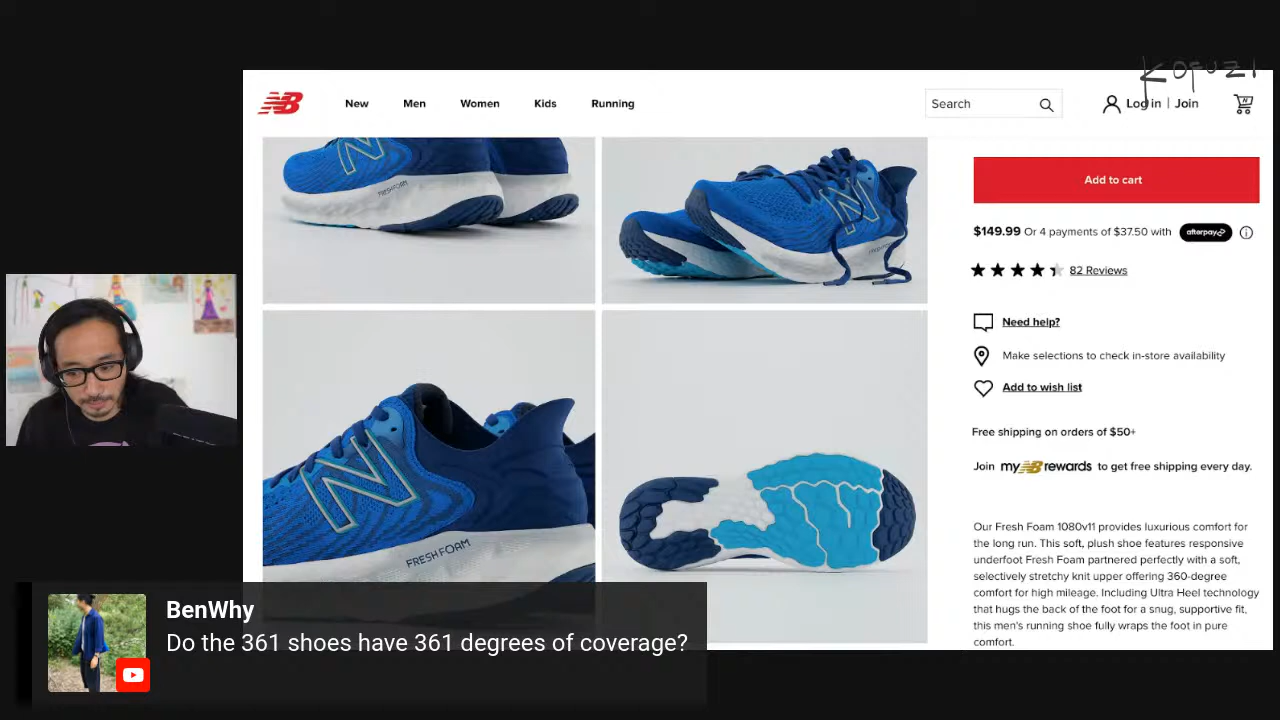 KOFUZI
NB
New Men Women Kids Running
Search
Log in | Join
N
FRESH FOAM
N
Add to cart
$149.99 Or 4 payments of $37.50 with afterpay
82 Reviews
Need help?
Make selections to check in-store availability
Add to wish list
Free shipping on orders of $50+
Join myNB rewards to get free shipping every day.
N
FRESH FOAM
Our Fresh Foam 1080v11 provides luxurious comfort for
the long run. This soft, plush shoe features responsive
underfoot Fresh Foam partnered perfectly with a soft,
selectively stretchy knit upper offering 360-degree
comfort for high mileage. Including Ultra Heel technology
that hugs the back of the foot for a snug, supportive fit,
this men's running shoe fully wraps the foot in pure
comfort.
BenWhy
Do the 361 shoes have 361 degrees of coverage?